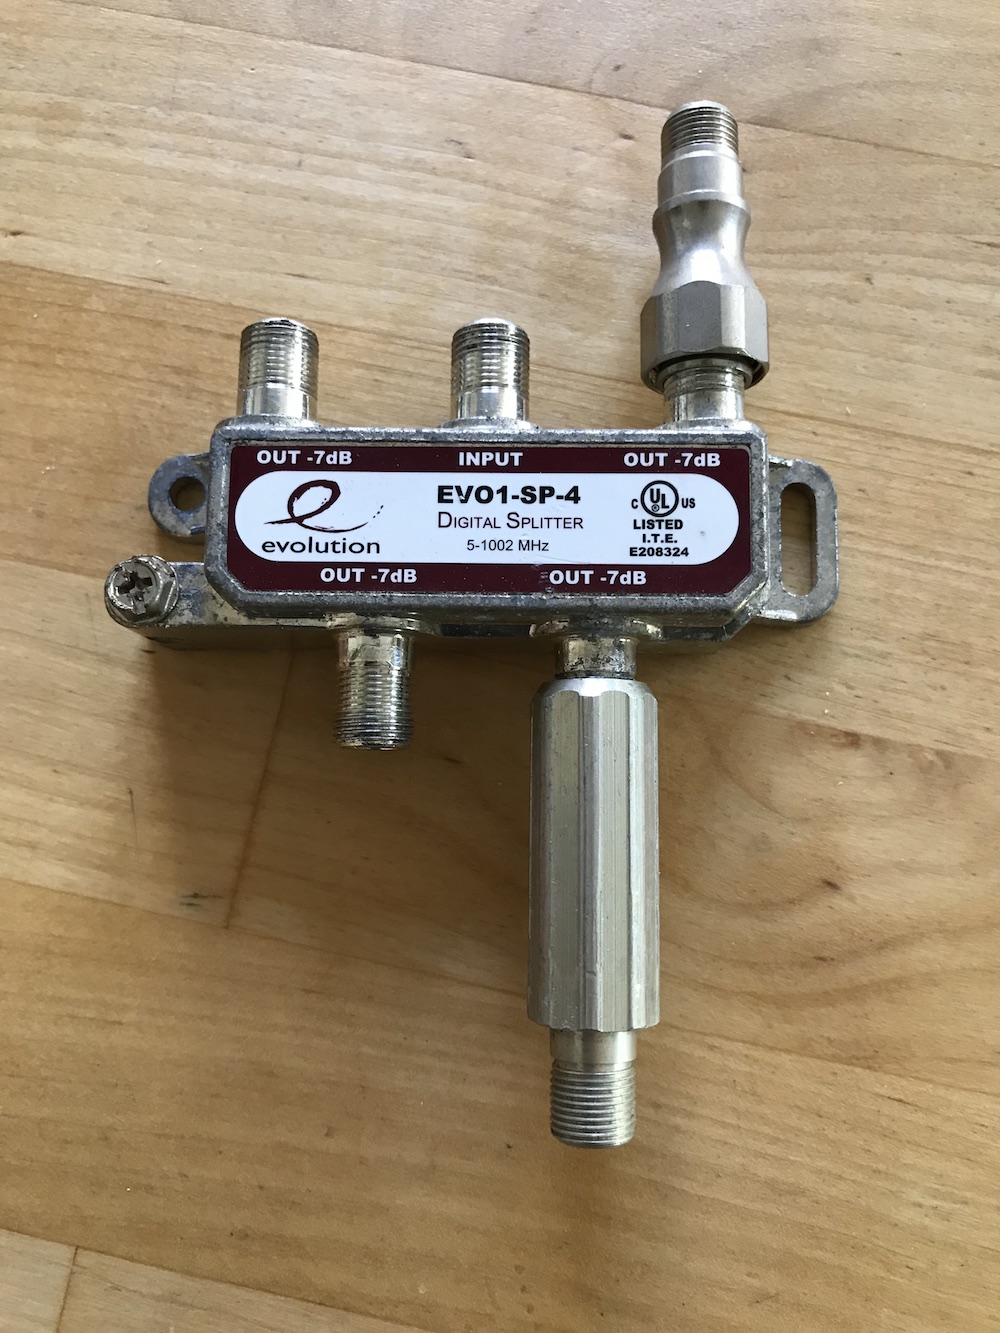 OUT -7dB INPUT OUT -7dB
evolution
EVO1-SP-4
DIGITAL SPLITTER
5-1002 MHz
C UL US
LISTED
I.T.E.
E208324
OUT -7dB OUT -7dB